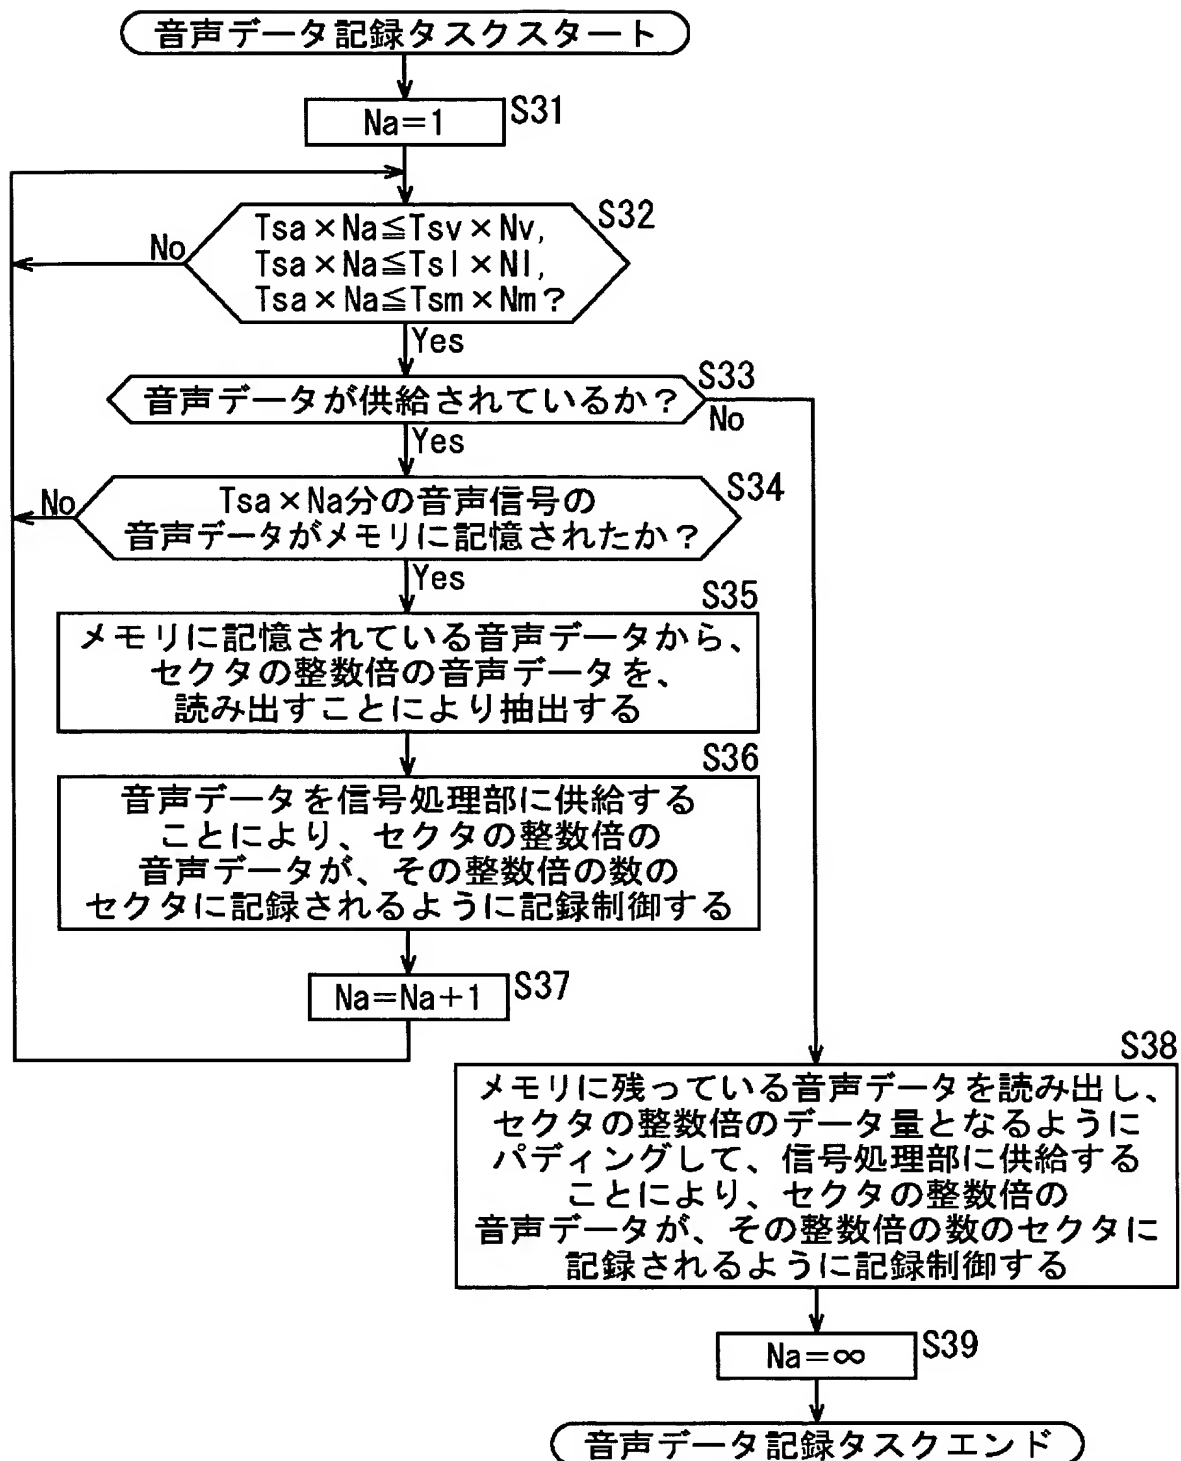 音声データ記録タスクスタート
Na=1
S31
S32
Tsa×Na≦Tsv×Nv,
Tsa×Na≦Tsl×Nl,
Tsa×Na≦Tsm×Nm?
No
Yes
S33
音声データが供給されているか?
No
Yes
S34
Tsa×Na分の音声信号の
音声データがメモリに記憶されたか?
No
Yes
S35
メモリに記憶されている音声データから、
セクタの整数倍の音声データを、
読み出すことにより抽出する
S36
音声データを信号処理部に供給する
ことにより、セクタの整数倍の
音声データが、その整数倍の数の
セクタに記録されるように記録制御する
Na=Na+1
S37
S38
メモリに残っている音声データを読み出し、
セクタの整数倍のデータ量となるように
パディングして、信号処理部に供給する
ことにより、セクタの整数倍の
音声データが、その整数倍の数のセクタに
記録されるように記録制御する
Na=∞
S39
音声データ記録タスクエンド